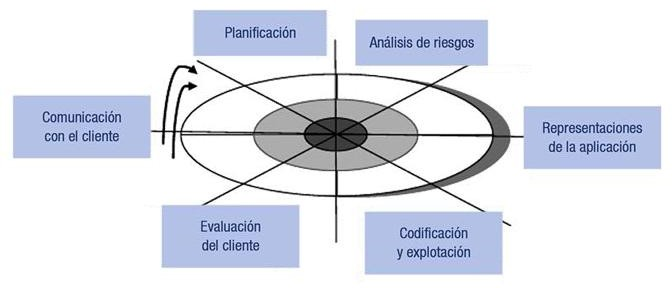 Planificación
Análisis de riesgos
Comunicación
con el cliente
Representaciones
de la aplicación
Evaluación
del cliente
Codificación
y explotación